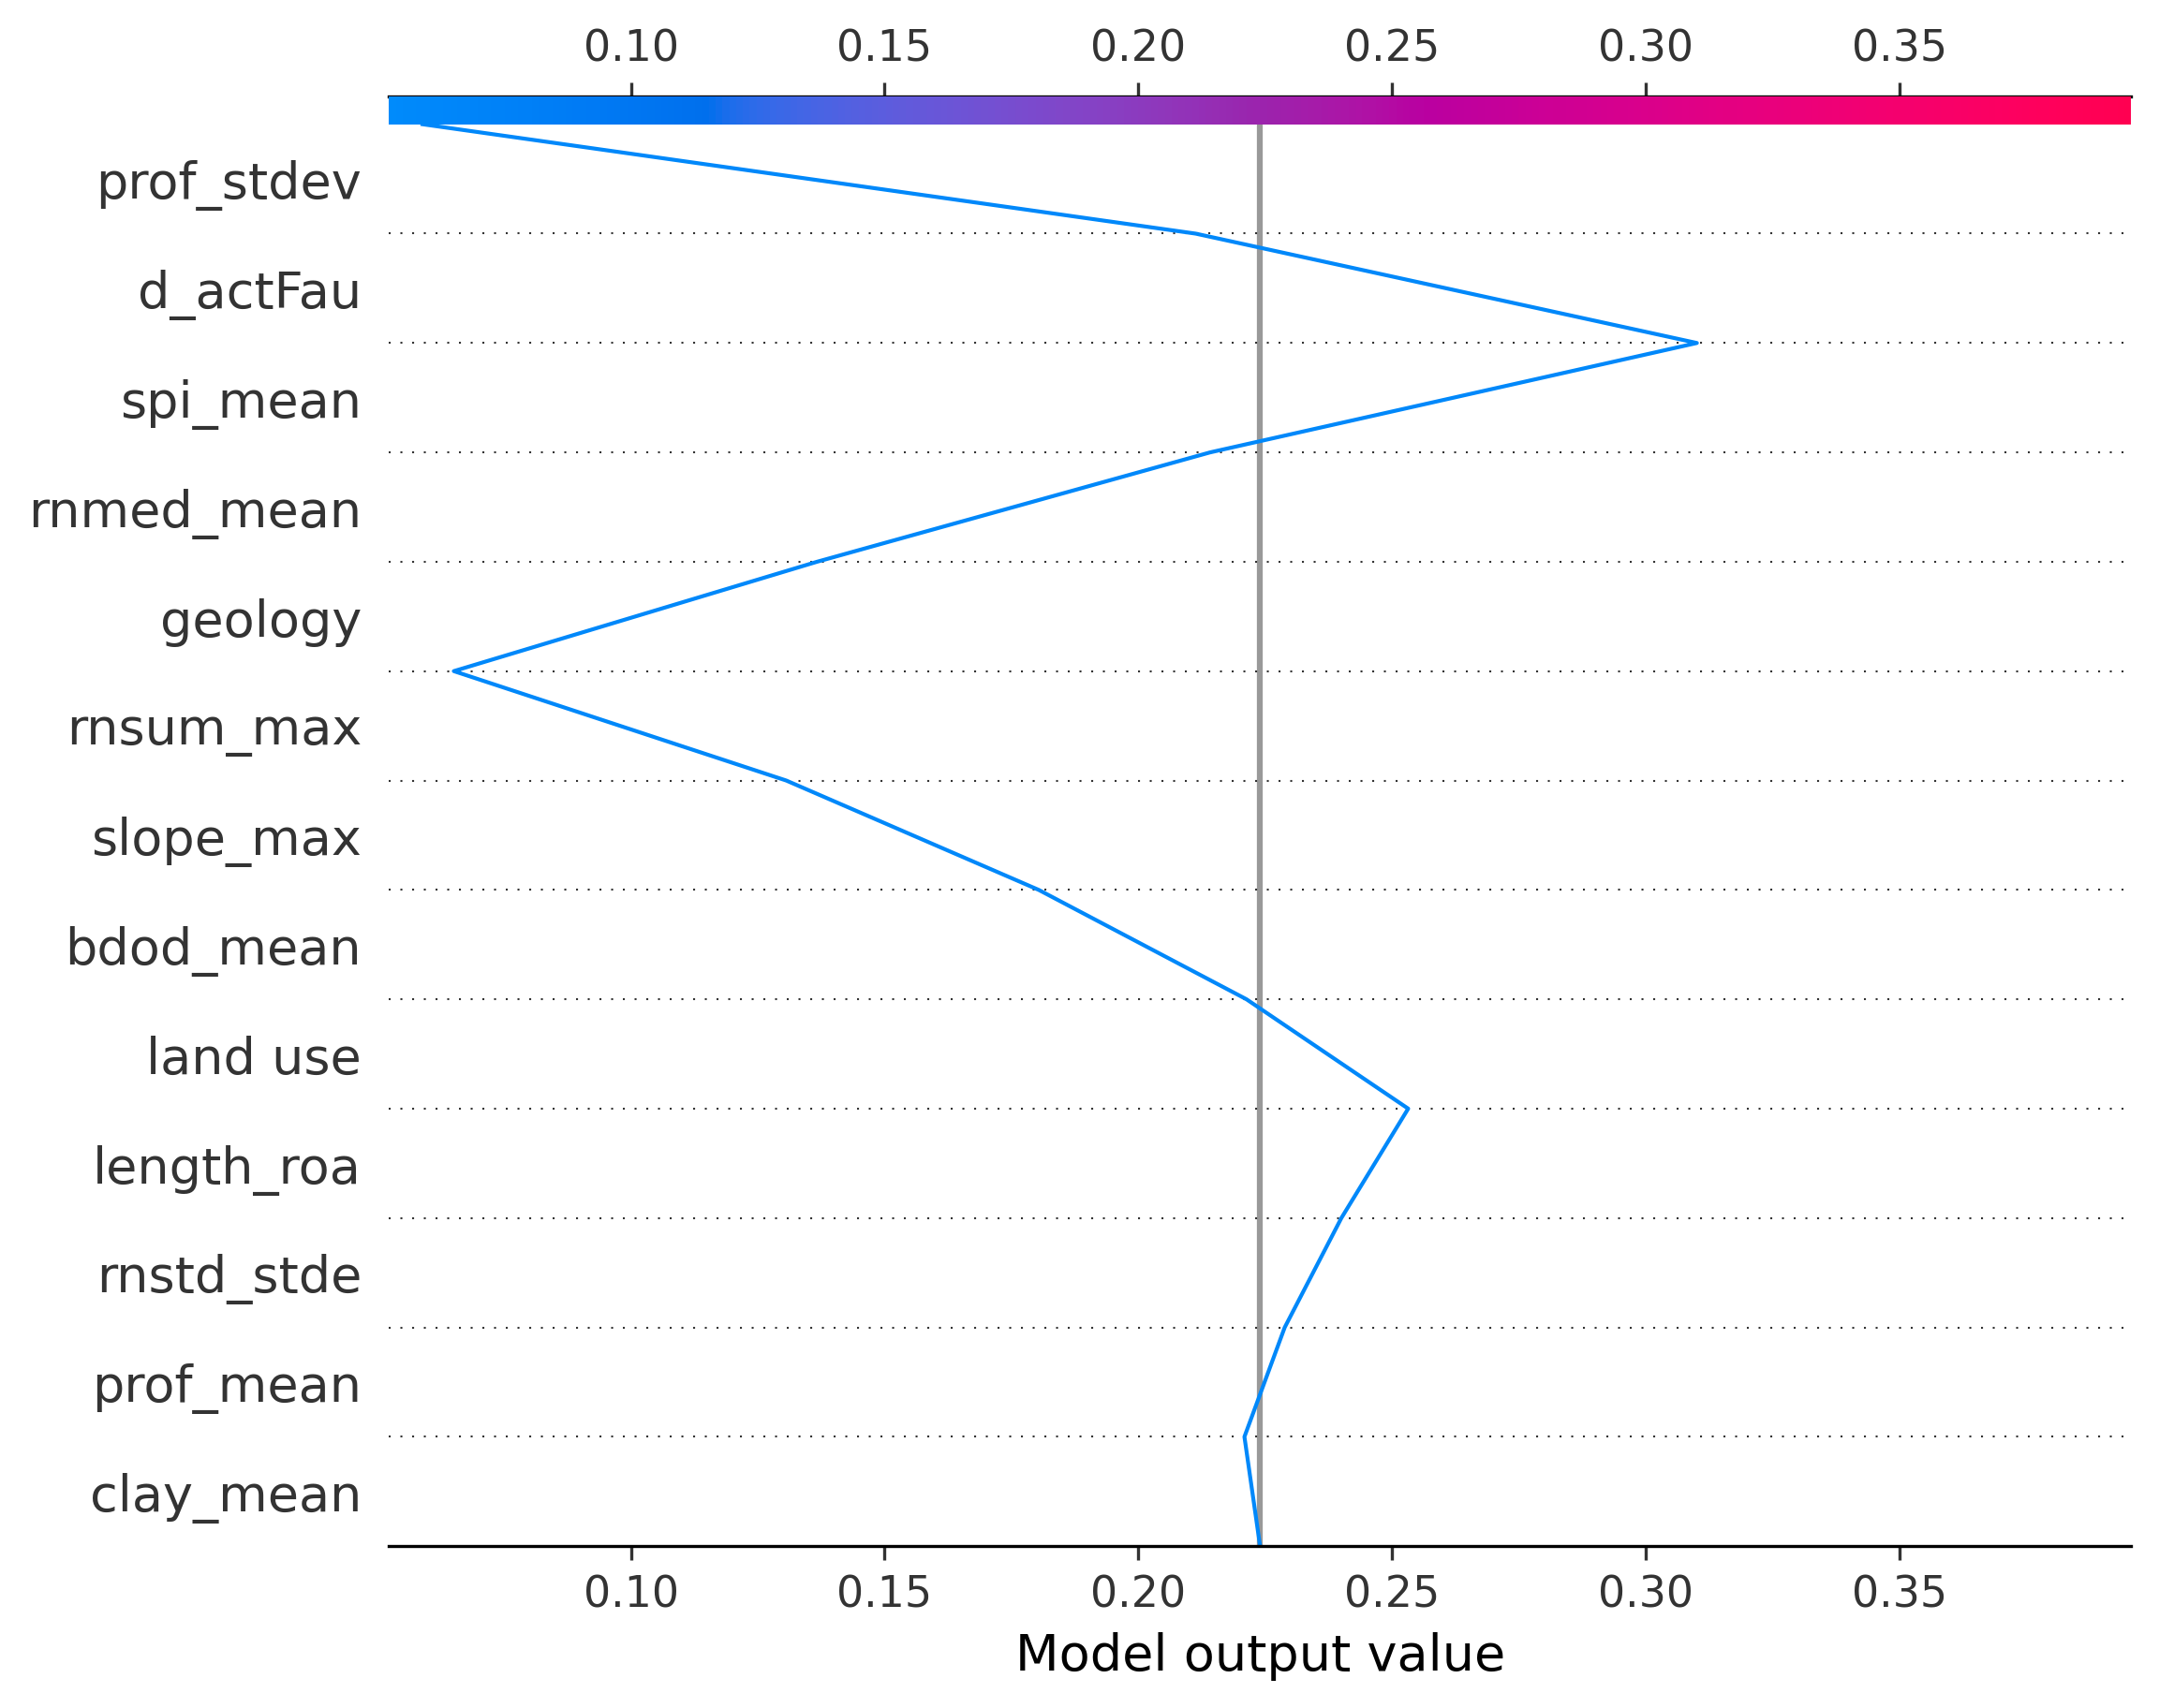 0.10 0.15 0.20 0.25 0.30 0.35
prof_stdev
d_actFau
spi_mean
rnmed_mean
geology
rnsum_max
slope_max
bdod_mean
land use
length_roa
rnstd_stde
prof_mean
clay_mean
0.10 0.15 0.20 0.25 0.30 0.35
Model output value